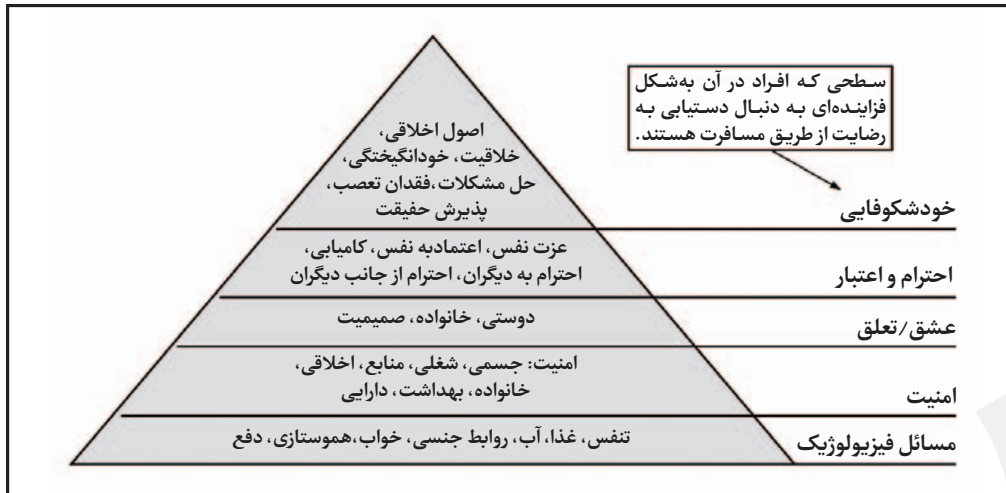 سطحی که افراد در آن به‌شکل
فزاینده‌ای به دنبال دستیابی به
رضایت از طریق مسافرت هستند.
اصول اخلاقی،
خلاقیت، خودانگیختگی،
حل مشکلات،فقدان تعصب،
پذیرش حفیقت
خودشکوفایی
عزت نفس، اعتمادبه نفس، کامیابی،
احترام به دیگران، احترام از جانب دیگران
احترام و اعتبار
دوستی، خانواده، صمیمیت
عشق/تعلق
امنیت: جسمی، شغلی، منابع، اخلاقی،
خانواده، بهداشت، دارایی
امنیت
تنفس، غذا، آب، روابط جنسی، خواب،هموستازی، دفع
مسائل فیزیولوژیک